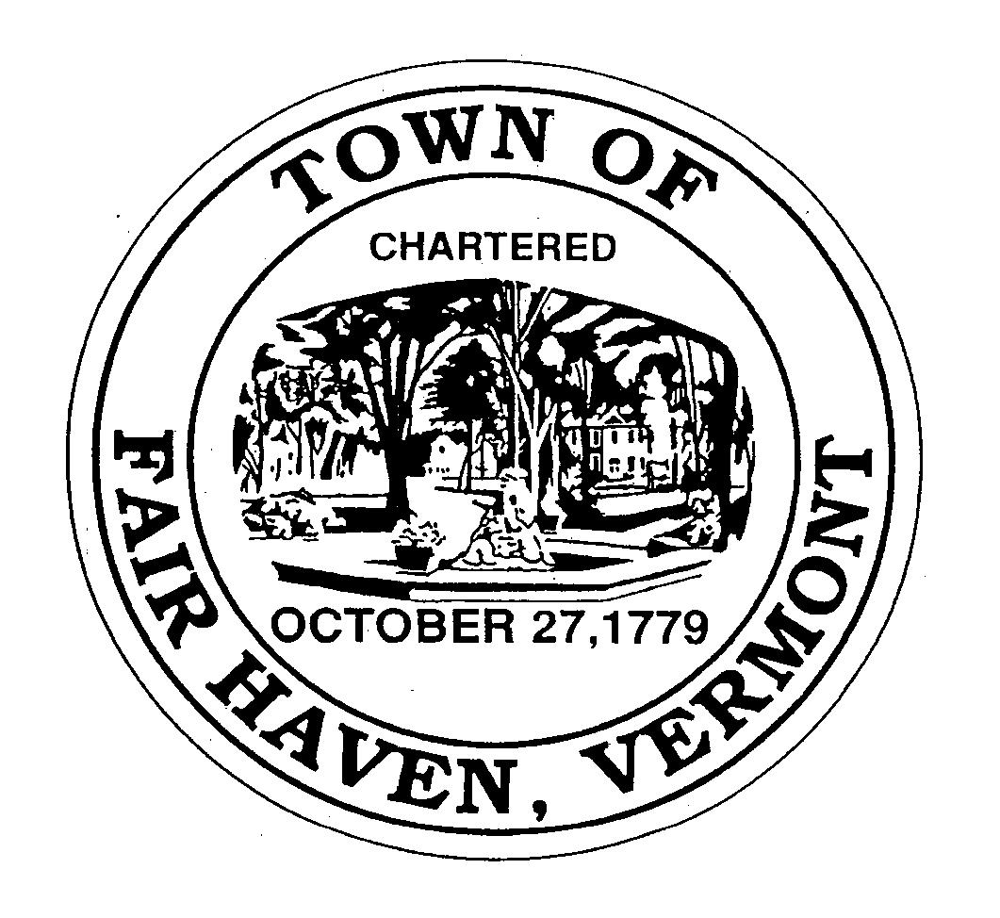 TOWN OF
CHARTERED
OCTOBER 27,1779
FAIR HAVEN, VERMONT